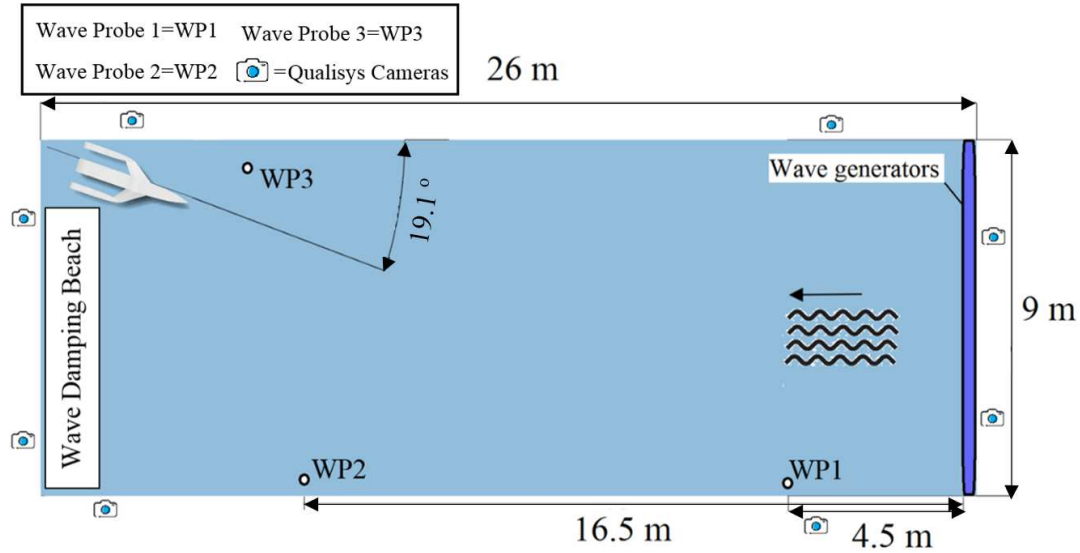 Wave Probe 1=WP1 Wave Probe 3=WP3
Wave Probe 2=WP2 =Qualisys Cameras
26 m
WP3
Wave generators
19.1 °
Wave Damping Beach
9 m
WP2
WP1
16.5 m
4.5 m